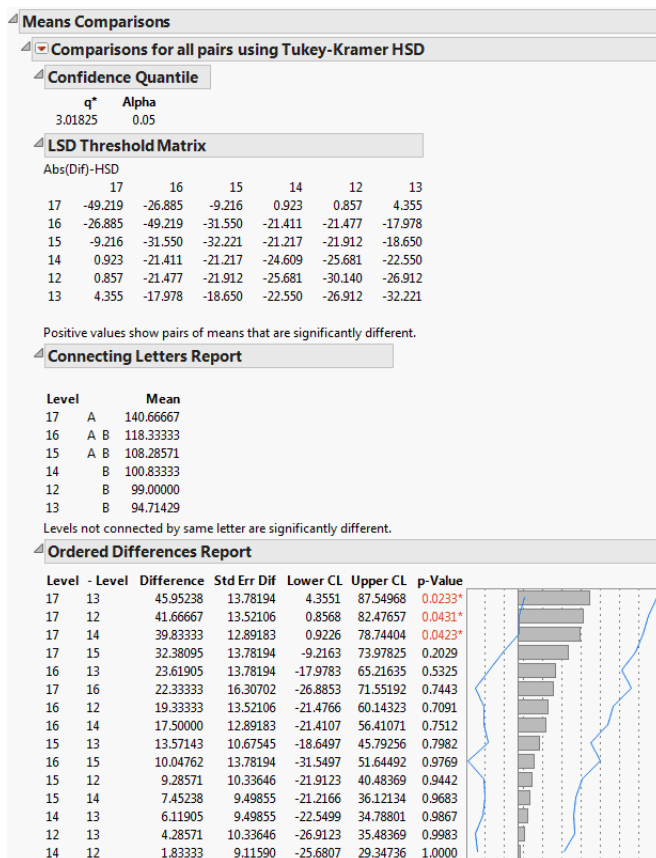 Means Comparisons
Comparisons for all pairs using Tukey-Kramer HSD
Confidence Quantile
q* Alpha
3.01825 0.05
LSD Threshold Matrix
Abs(Dif)-HSD
17 16 15 14 12 13
17 -49.219 -26.885 -9.216 0.923 0.857 4.355
16 -26.885 -49.219 -31.550 -21.411 -21.477 -17.978
15 -9.216 -31.550 -32.221 -21.217 -21.912 -18.650
14 0.923 -21.411 -21.217 -24.609 -25.681 -22.550
12 0.857 -21.477 -21.912 -25.681 -30.140 -26.912
13 4.355 -17.978 -18.650 -22.550 -26.912 -32.221
Positive values show pairs of means that are significantly different.
Connecting Letters Report
Level Mean
17 A 140.66667
16 A B 118.33333
15 A B 108.28571
14 B 100.83333
12 B 99.00000
13 B 94.71429
Levels not connected by same letter are significantly different.
Ordered Differences Report
Level - Level Difference Std Err Dif Lower CL Upper CL p-Value
17 13 45.95238 13.78194 4.3551 87.54968 0.0233*
17 12 41.66667 13.52106 0.8568 82.47657 0.0431*
17 14 39.83333 12.89183 0.9226 78.74404 0.0423*
17 15 32.38095 13.78194 -9.2163 73.97825 0.2029
16 13 23.61905 13.78194 -17.9783 65.21635 0.5325
17 16 22.33333 16.30702 -26.8853 71.55192 0.7443
16 12 19.33333 13.52106 -21.4766 60.14323 0.7091
16 14 17.50000 12.89183 -21.4107 56.41071 0.7512
15 13 13.57143 10.67545 -18.6497 45.79256 0.7982
16 15 10.04762 13.78194 -31.5497 51.64492 0.9769
15 12 9.28571 10.33646 -21.9123 40.48369 0.9442
15 14 7.45238 9.49855 -21.2166 36.12134 0.9683
14 13 6.11905 9.49855 -22.5499 34.78801 0.9867
12 13 4.28571 10.33646 -26.9123 35.48369 0.9983
14 12 1.83333 9.11590 -25.6807 29.34736 1.0000